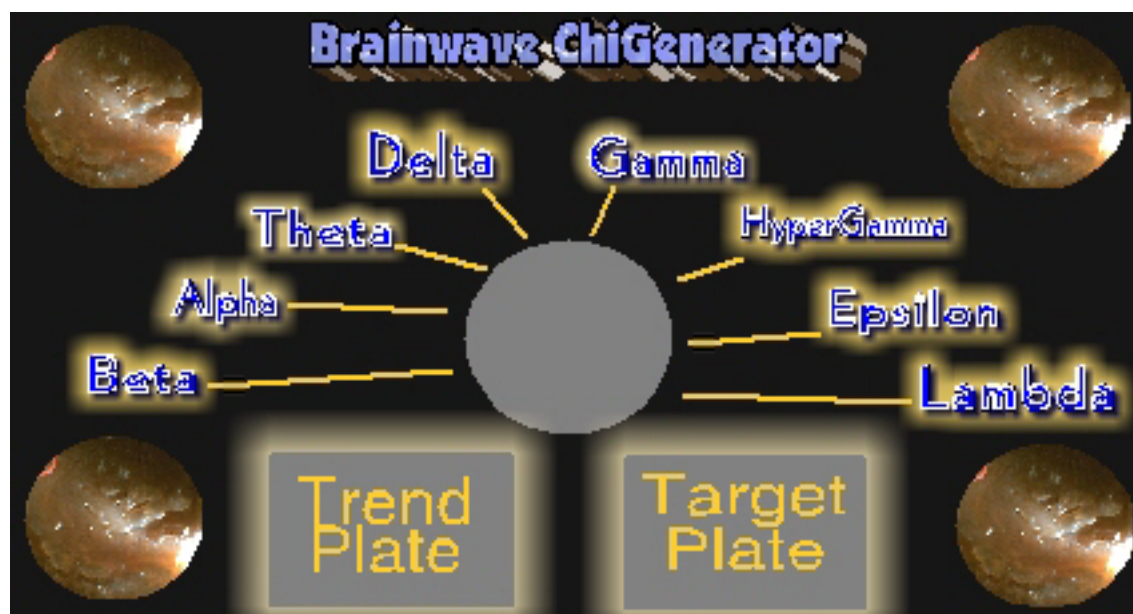 Brainwave ChiGenerator
Delta
Gamma
Theta
HyperGamma
Alpha
Epsilon
Beta
Lambda
Trend
Plate
Target
Plate